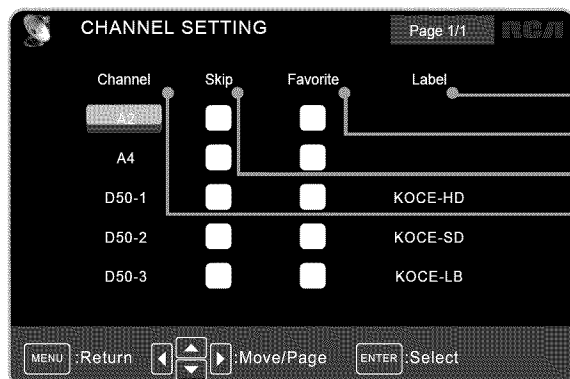 CHANNEL SETTING Page 1/1 RCA
Channel Skip Favorite Label
A2
A4
D50-1 KOCE-HD
D50-2 KOCE-SD
D50-3 KOCE-LB
MENU :Return :Move/Page ENTER :Select